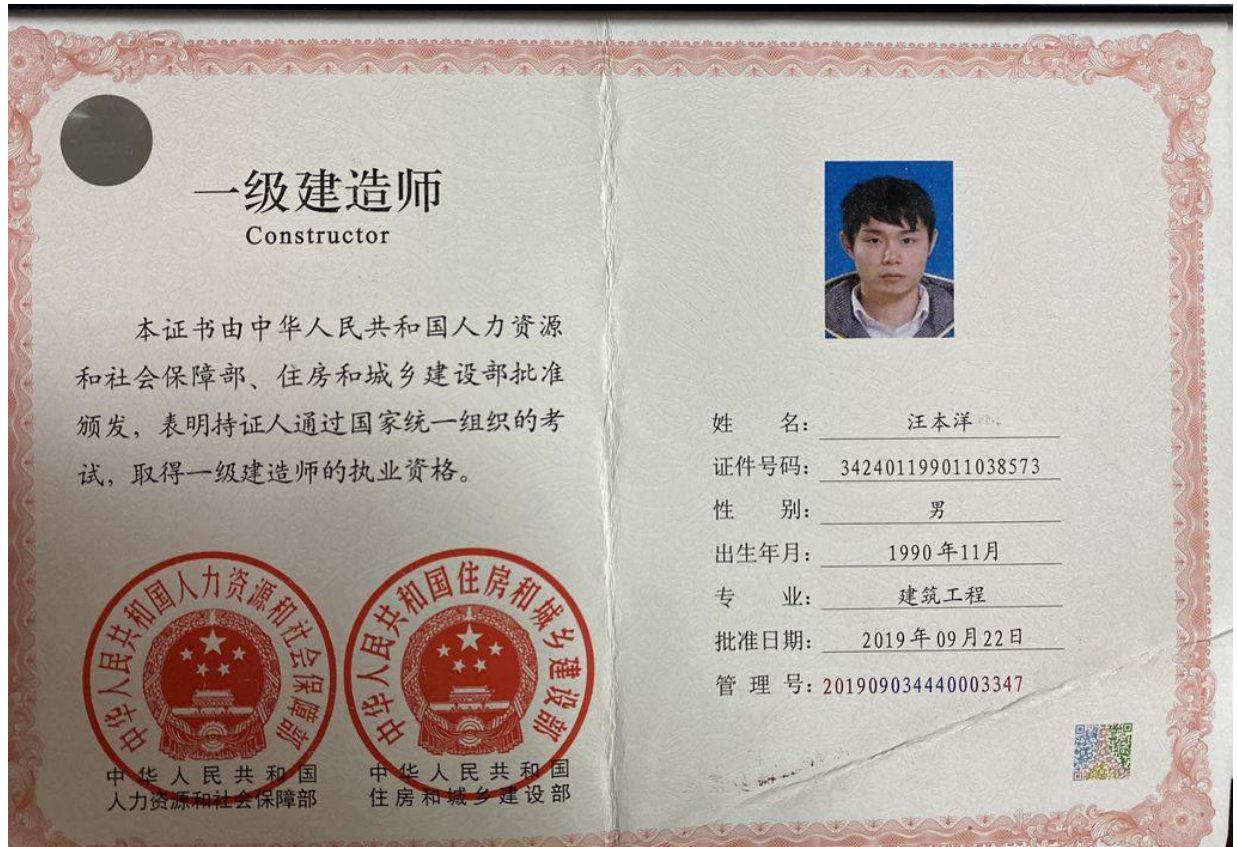 一级建造师
Constructor
本证书由中华人民共和国人力资源
和社会保障部、住房和城乡建设部批准
颁发，表明持证人通过国家统一组织的考
试，取得一级建造师的执业资格。
中华人民共和国人力资源和社会保障部
中华人民共和国住房和城乡建设部
中华人民共和国
人力资源和社会保障部
中华人民共和国
住房和城乡建设部
姓 名：汪本洋
证件号码：342401199011038573
性 别：男
出生年月：1990年11月
专 业：建筑工程
批准日期：2019年09月22日
管 理 号：201909034440003347